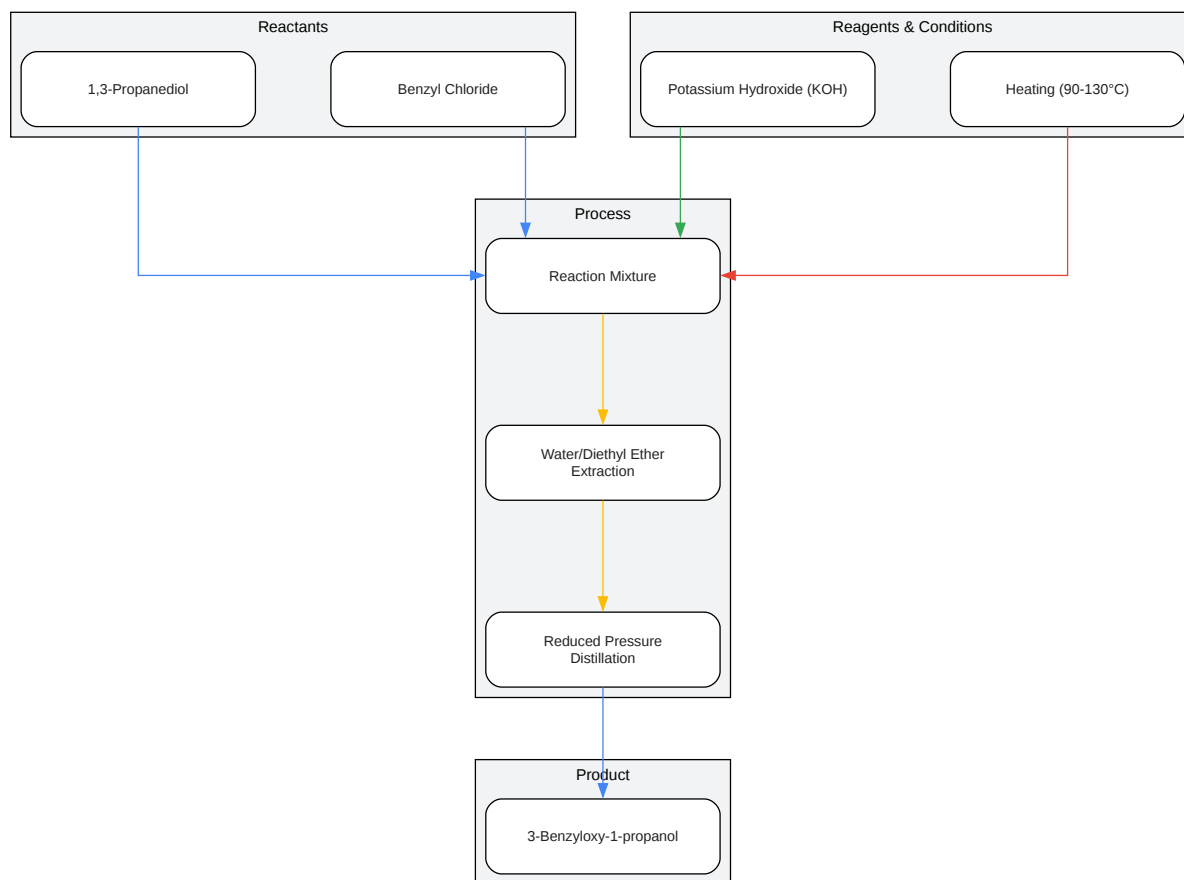 Reactants
Reagents & Conditions
1,3-Propanediol
Benzyl Chloride
Potassium Hydroxide (KOH)
Heating (90-130°C)
Process
Reaction Mixture
Water/Diethyl Ether
Extraction
Reduced Pressure
Distillation
Product
3-Benzyloxy-1-propanol